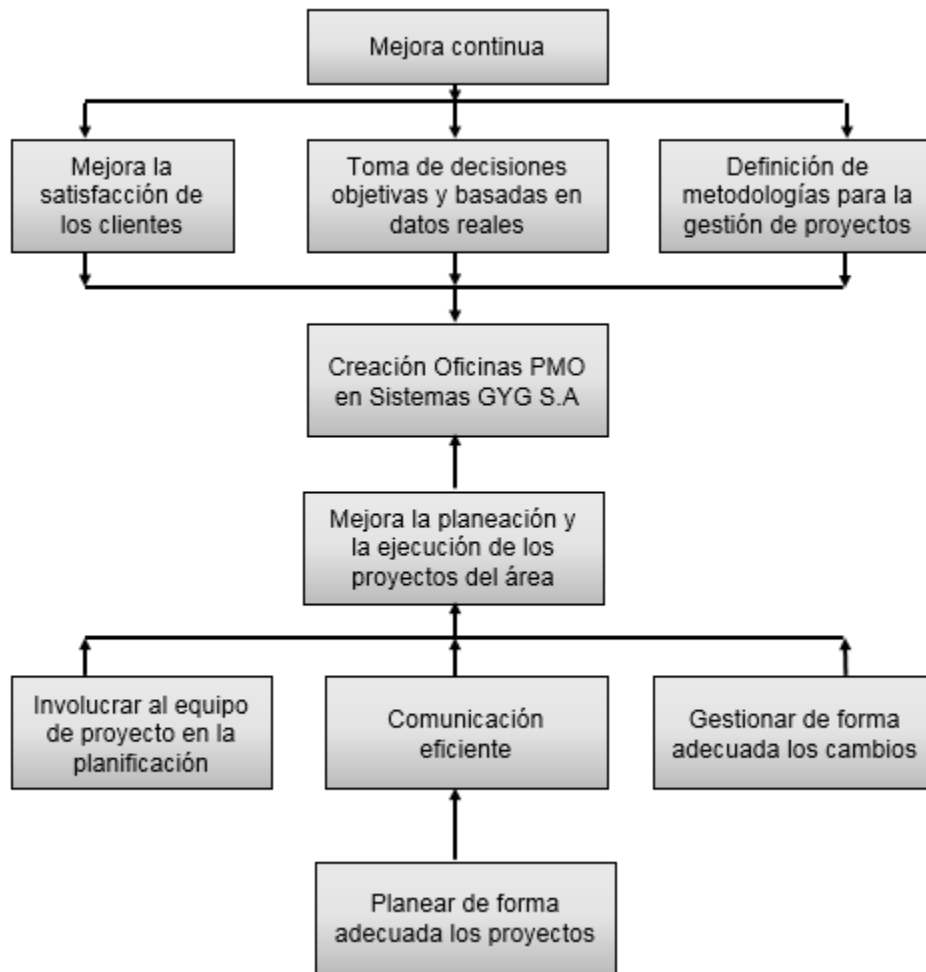 Mejora continua
Mejora la
satisfacción de
los clientes
Toma de decisiones
objetivas y basadas en
datos reales
Definición de
metodologías para la
gestión de proyectos
Creación Oficinas PMO
en Sistemas GYG S.A
Mejora la planeación y
la ejecución de los
proyectos del área
Involucrar al equipo
de proyecto en la
planificación
Comunicación
eficiente
Gestionar de forma
adecuada los cambios
Planear de forma
adecuada los proyectos